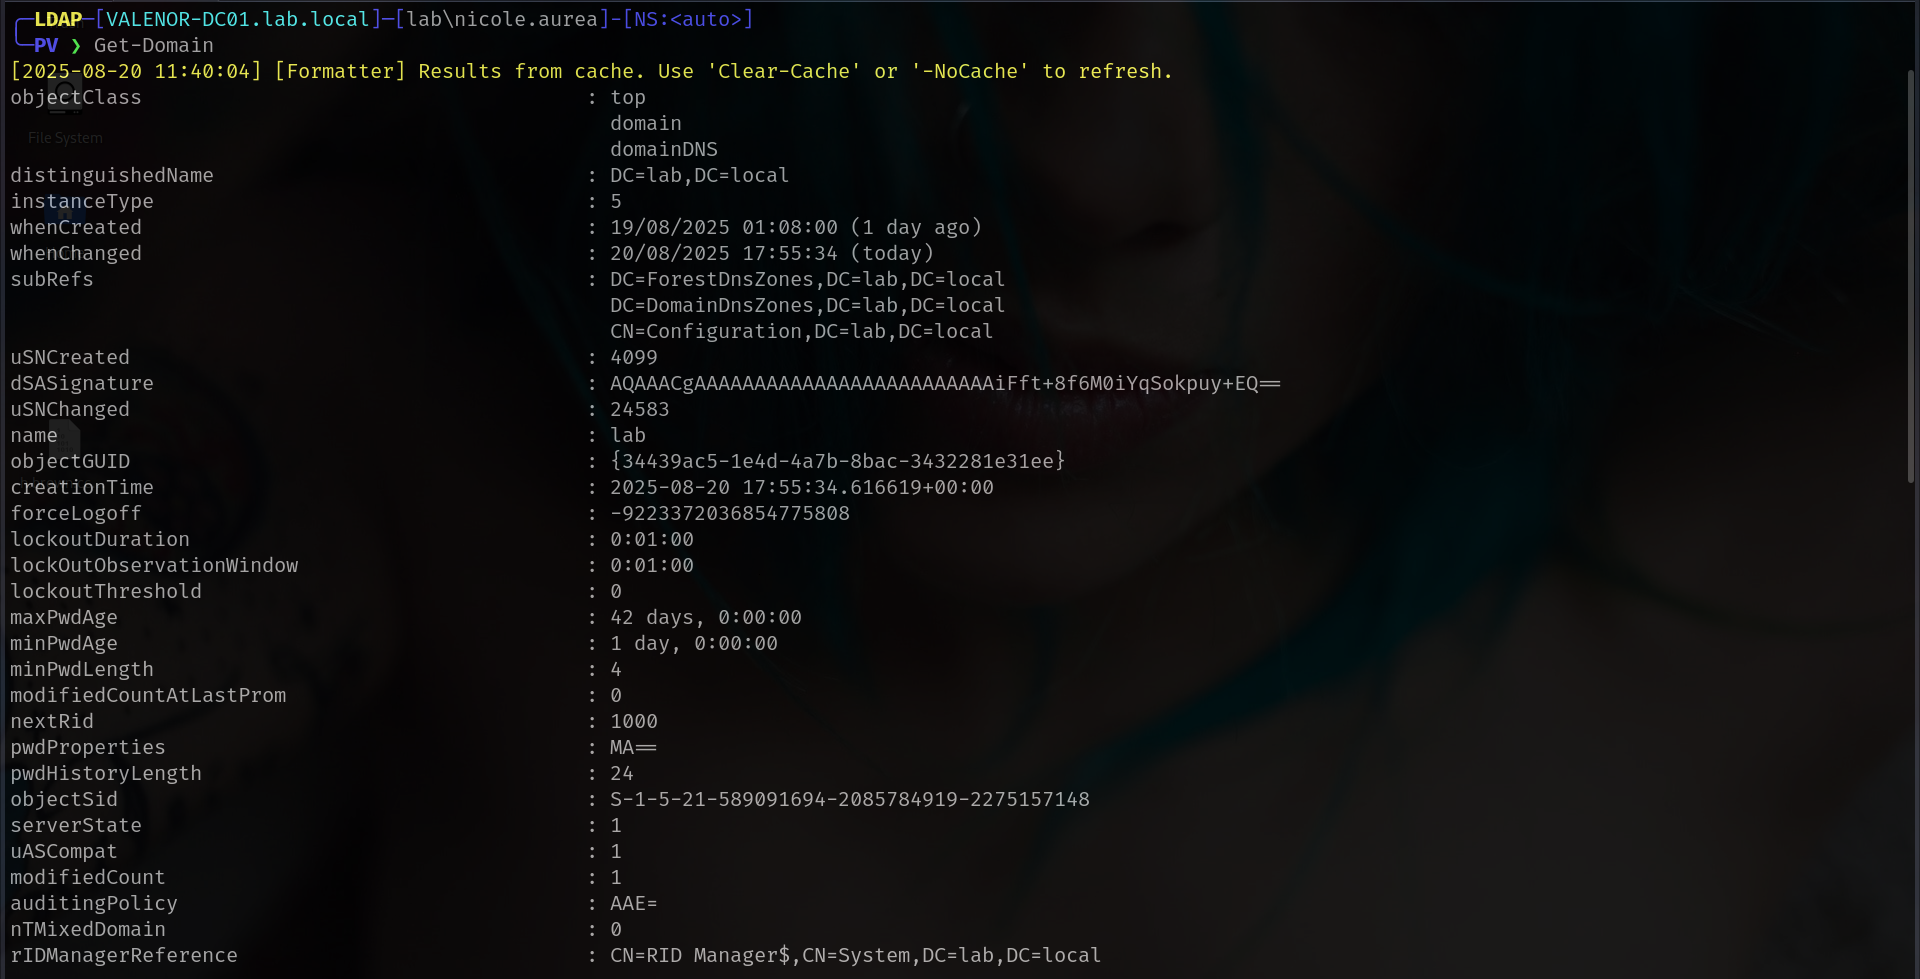 LDAP─[VALENOR-DC01.lab.local]─[lab\nicole.aurea]-[NS:<auto>]
PV ❯ Get-Domain
[2025-08-20 11:40:04] [Formatter] Results from cache. Use 'Clear-Cache' or '-NoCache' to refresh.
objectClass : top
domain
File System
domainDNS
distinguishedName : DC=lab,DC=local
instanceType : 5
whenCreated : 19/08/2025 01:08:00 (1 day ago)
whenChanged : 20/08/2025 17:55:34 (today)
subRefs : DC=ForestDnsZones,DC=lab,DC=local
DC=DomainDnsZones,DC=lab,DC=local
CN=Configuration,DC=lab,DC=local
uSNCreated : 4099
dSASignature : AQAAACgAAAAAAAAAAAAAAAAAAAAAAAAAiFft+8f6M0iYqSokpuy+EQ==
uSNChanged : 24583
name : lab
objectGUID : {34439ac5-1e4d-4a7b-8bac-3432281e31ee}
creationTime : 2025-08-20 17:55:34.616619+00:00
forceLogoff : -9223372036854775808
lockoutDuration : 0:01:00
lockOutObservationWindow : 0:01:00
lockoutThreshold : 0
maxPwdAge : 42 days, 0:00:00
minPwdAge : 1 day, 0:00:00
minPwdLength : 4
modifiedCountAtLastProm : 0
nextRid : 1000
pwdProperties : MA==
pwdHistoryLength : 24
objectSid : S-1-5-21-589091694-2085784919-2275157148
serverState : 1
uASCompat : 1
modifiedCount : 1
auditingPolicy : AAE=
nTMixedDomain : 0
rIDManagerReference : CN=RID Manager$,CN=System,DC=lab,DC=local